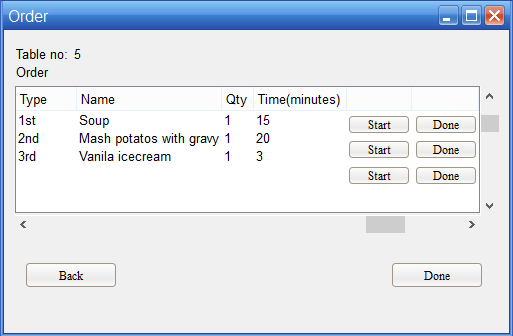 Order
Table no: 5
Order
Type Name Qty Time(minutes)
1st Soup 1 15 Start Done
2nd Mash potatos with gravy 1 20 Start Done
3rd Vanila icecream 1 3 Start Done
Back Done